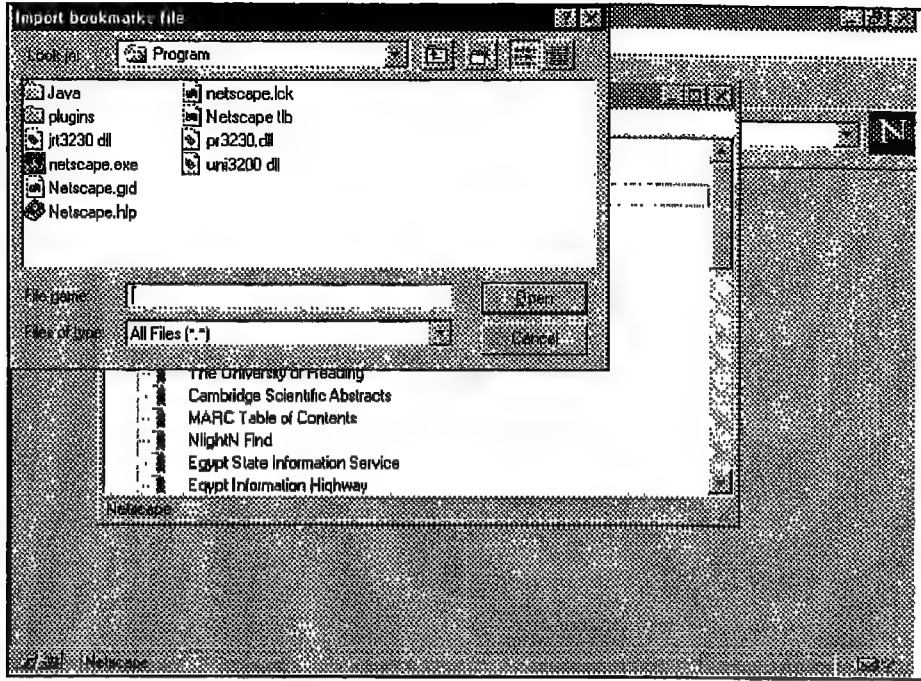 Import bookmarks file
Look in: Program
Java
plugins
jrt3230 dll
netscape.exe
Netscape.gid
Netscape.hlp
netscape.lck
Netscape tlb
pr3230.dll
uni3200 dll
File name:
Open
Files of type: All Files (*.*)
Cancel
The University of Reading
Cambridge Scientific Abstracts
MARC Table of Contents
NlightN Find
Egypt State Information Service
Egypt Information Highway
Netscape
Netscape
N